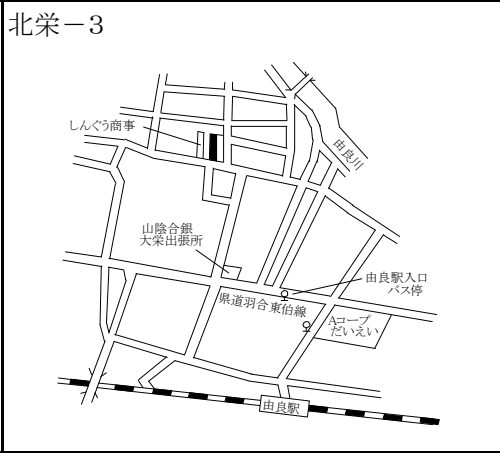 北栄－3
しんぐう商事
由良川
山陰合銀
大栄出張所
由良駅入口
バス停
県道羽合東伯線
Aコープ
だいえい
由良駅